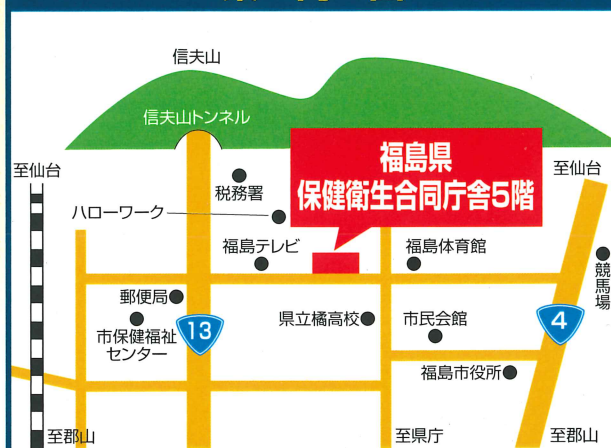 信夫山
信夫山トンネル
至仙台
福島県
保健衛生合同庁舎5階
至仙台
税務署
ハローワーク
福島テレビ
福島体育館
競馬場
郵便局
市保健福祉
センター
13
県立橘高校
市民会館
4
福島市役所
至郡山
至県庁
至郡山